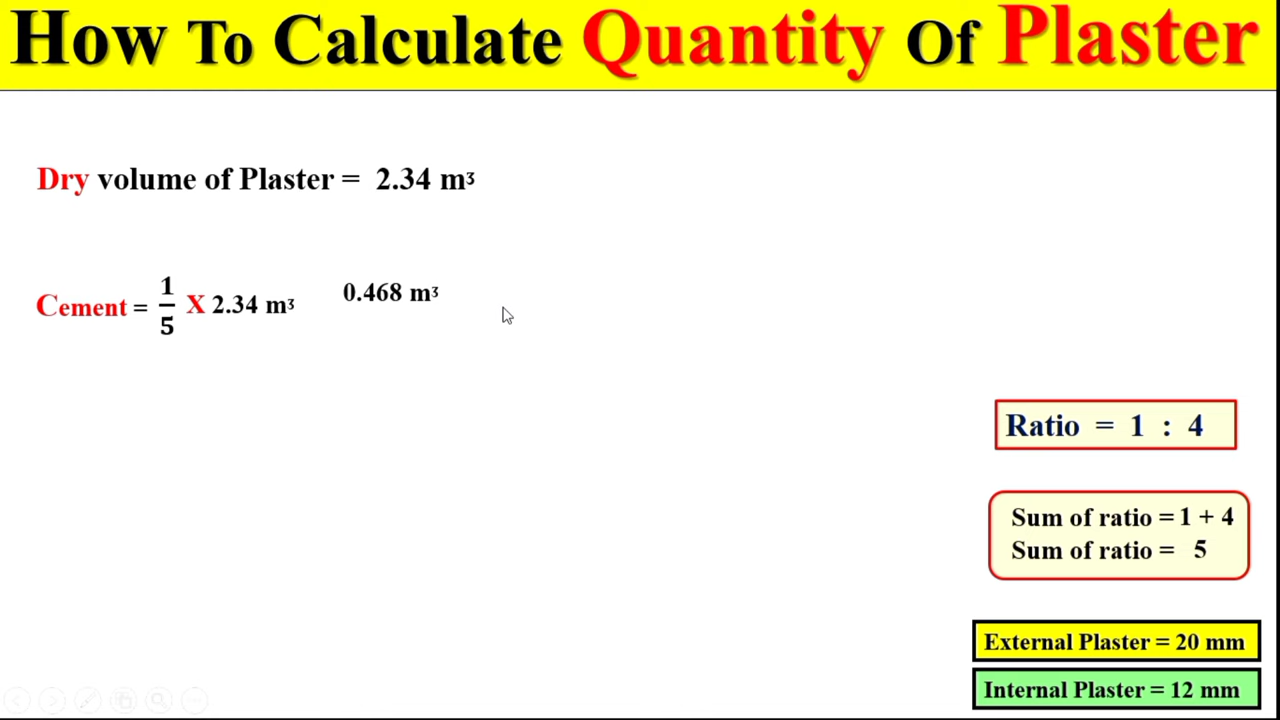 How To Calculate Quantity Of Plaster
Dry volume of Plaster = 2.34 m³
Cement = 1/5 X 2.34 m³ 0.468 m³
Ratio = 1 : 4
Sum of ratio = 1 + 4
Sum of ratio = 5
External Plaster = 20 mm
Internal Plaster = 12 mm